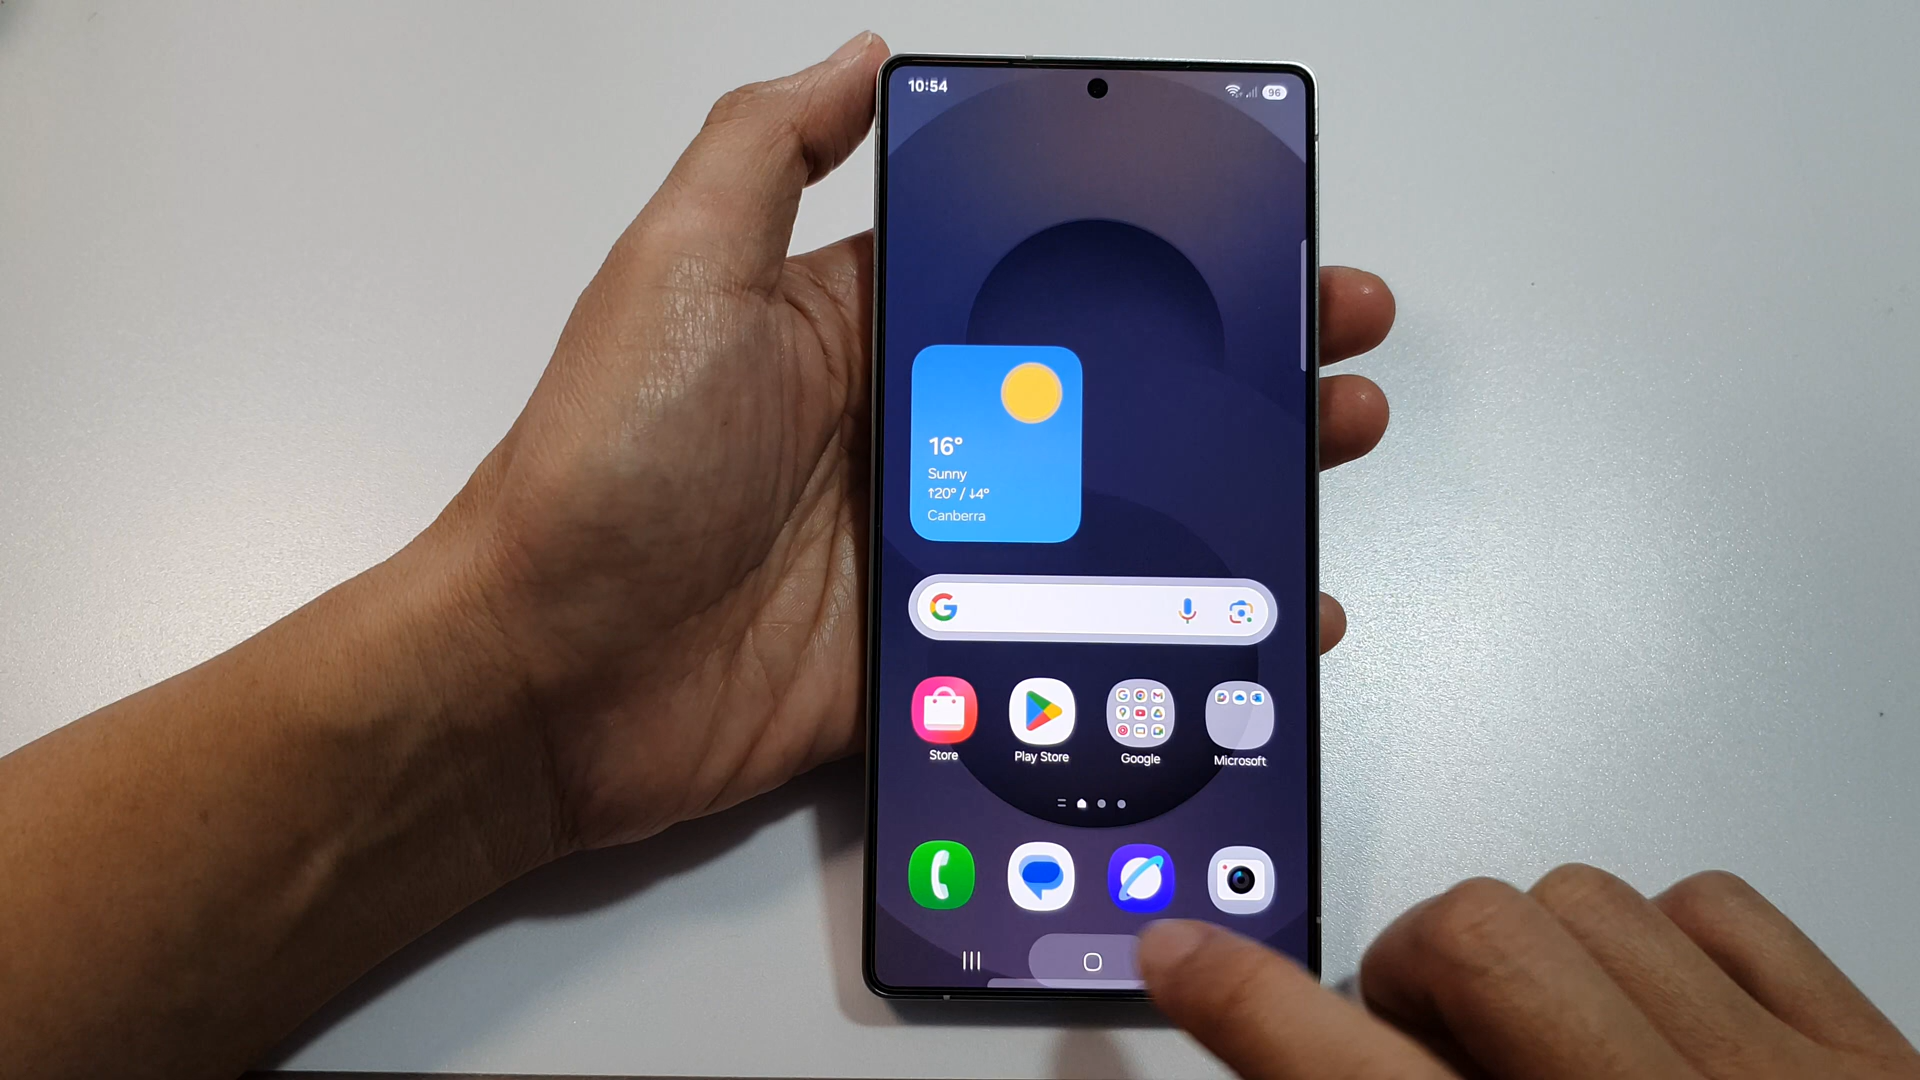 10:54
96
16°
Sunny
↑20° / ↓4°
Canberra
Store
Play Store
Google
Microsoft